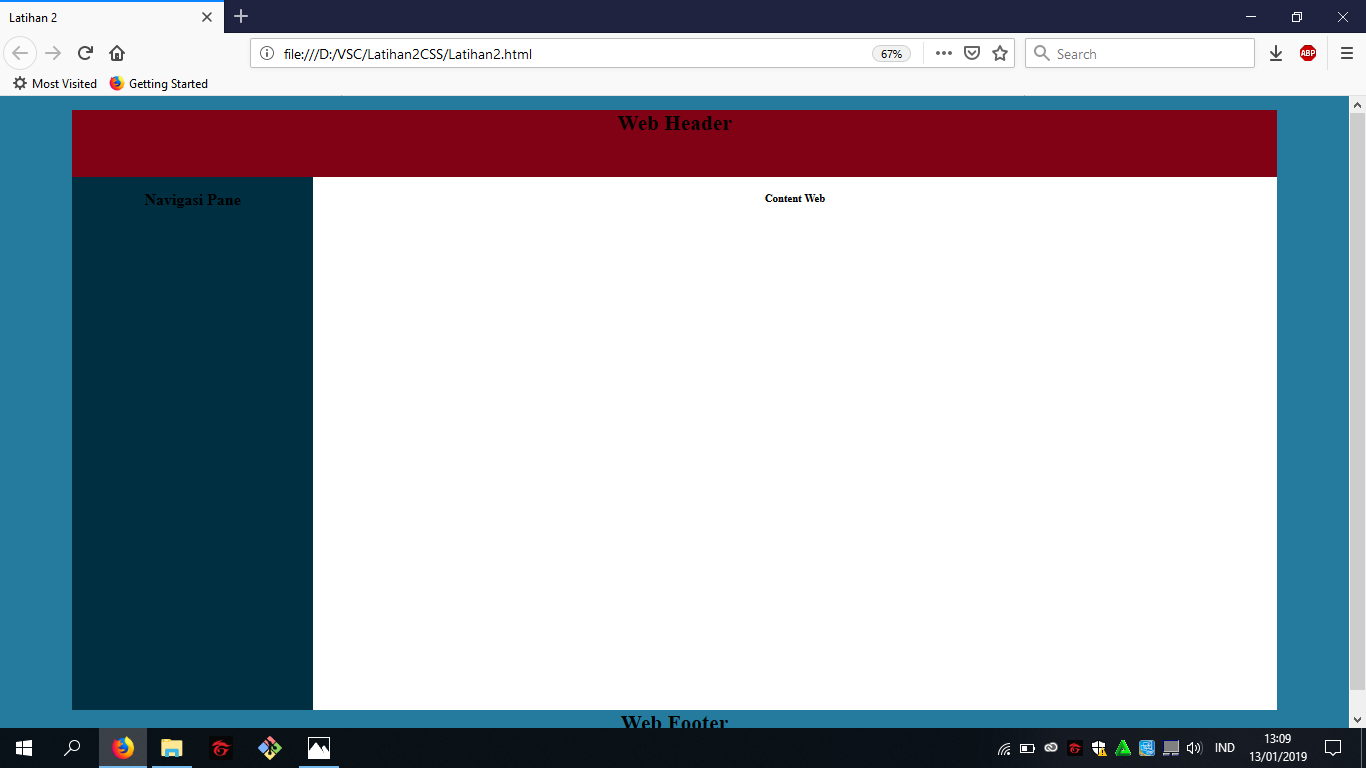 Latihan 2
file:///D:/VSC/Latihan2CSS/Latihan2.html
67%
Search
ABP
Most Visited
Getting Started
Web Header
Navigasi Pane
Content Web
Web Footer
IND
13:09
13/01/2019